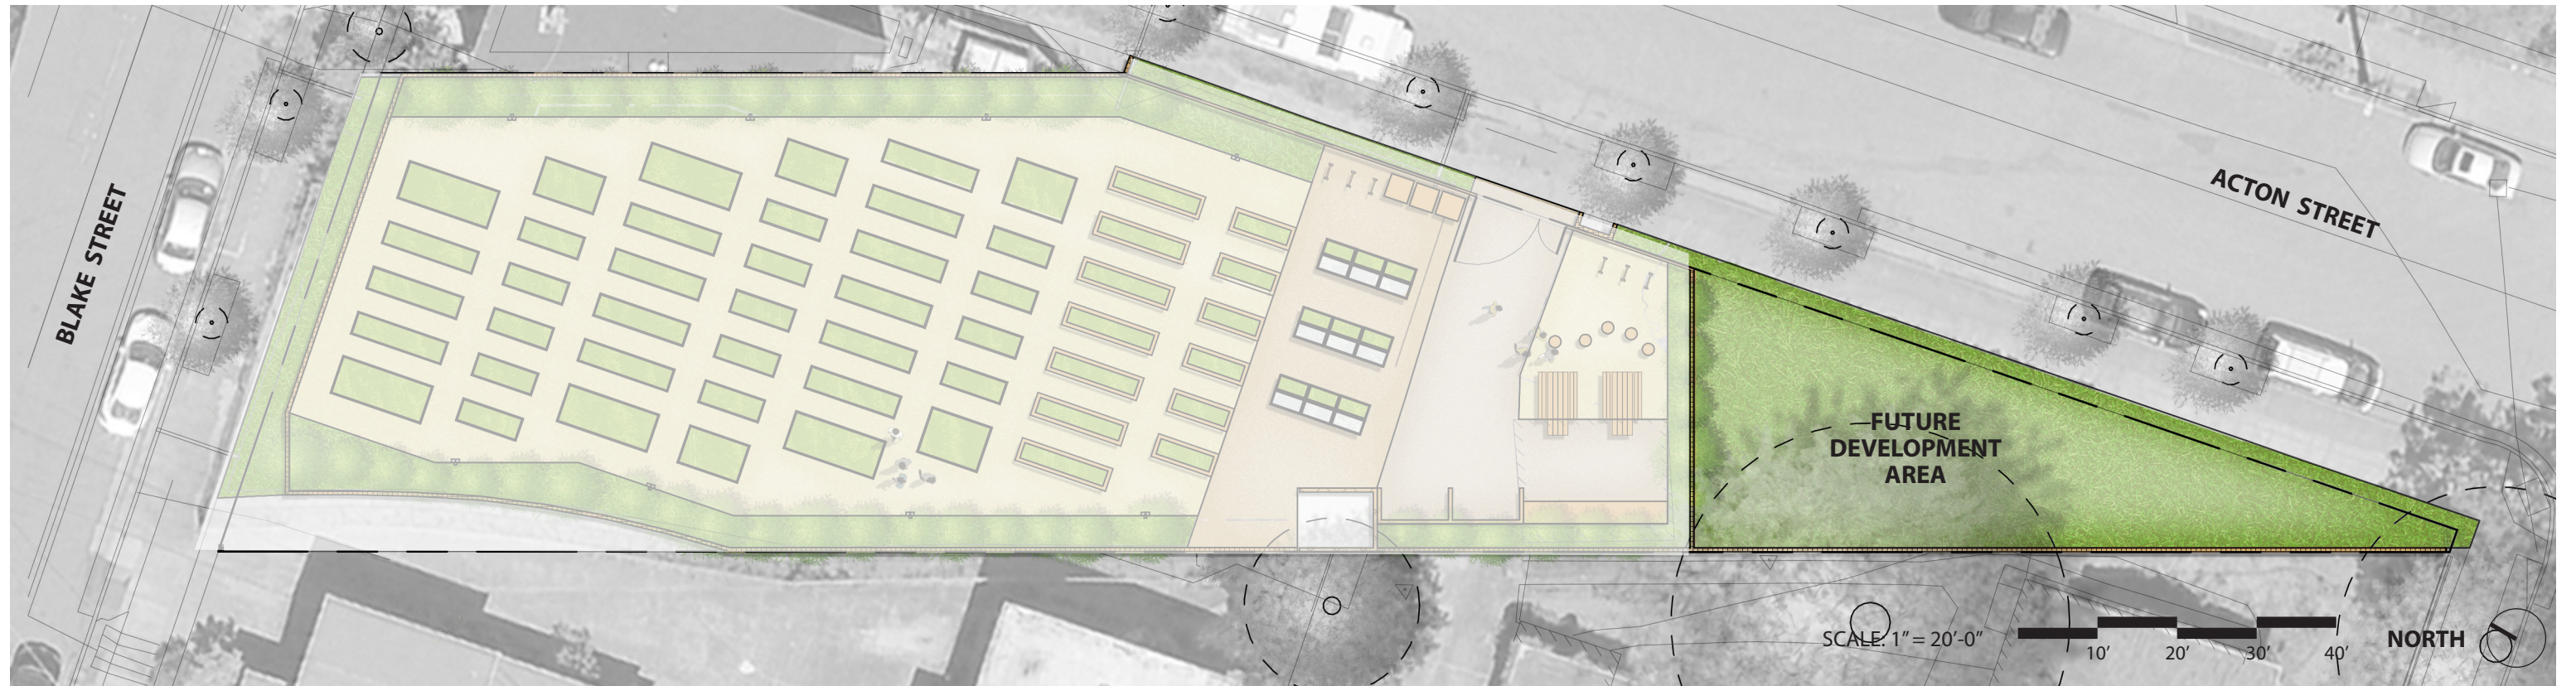 BLAKE STREET
ACTON STREET
FUTURE
DEVELOPMENT
AREA
SCALE: 1” = 20’-0”
10’
20’
30’
40’
NORTH